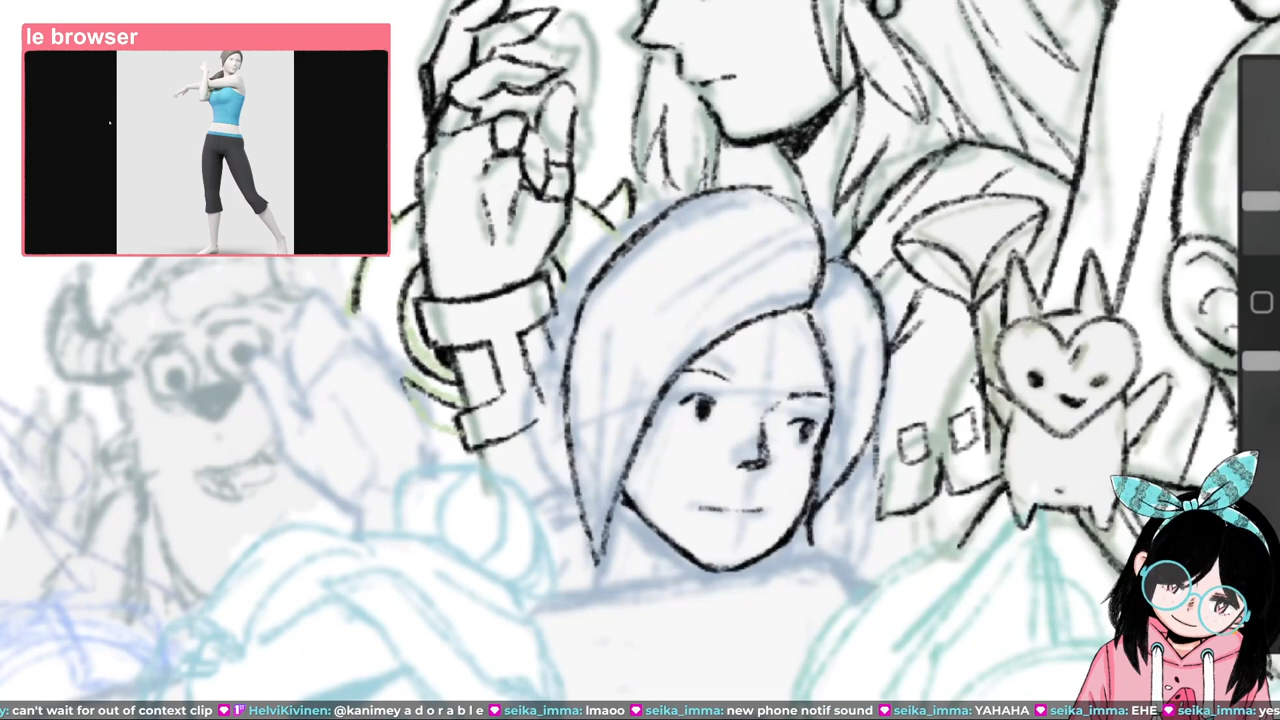 le browser
y: can't wait for out of context clip 1st HelviKivinen: @kanimey a d o r a b l e seika_imma: lmaoo seika_imma: new phone notif sound seika_imma: YAHAHA seika_imma: EHE seika_imma: yes